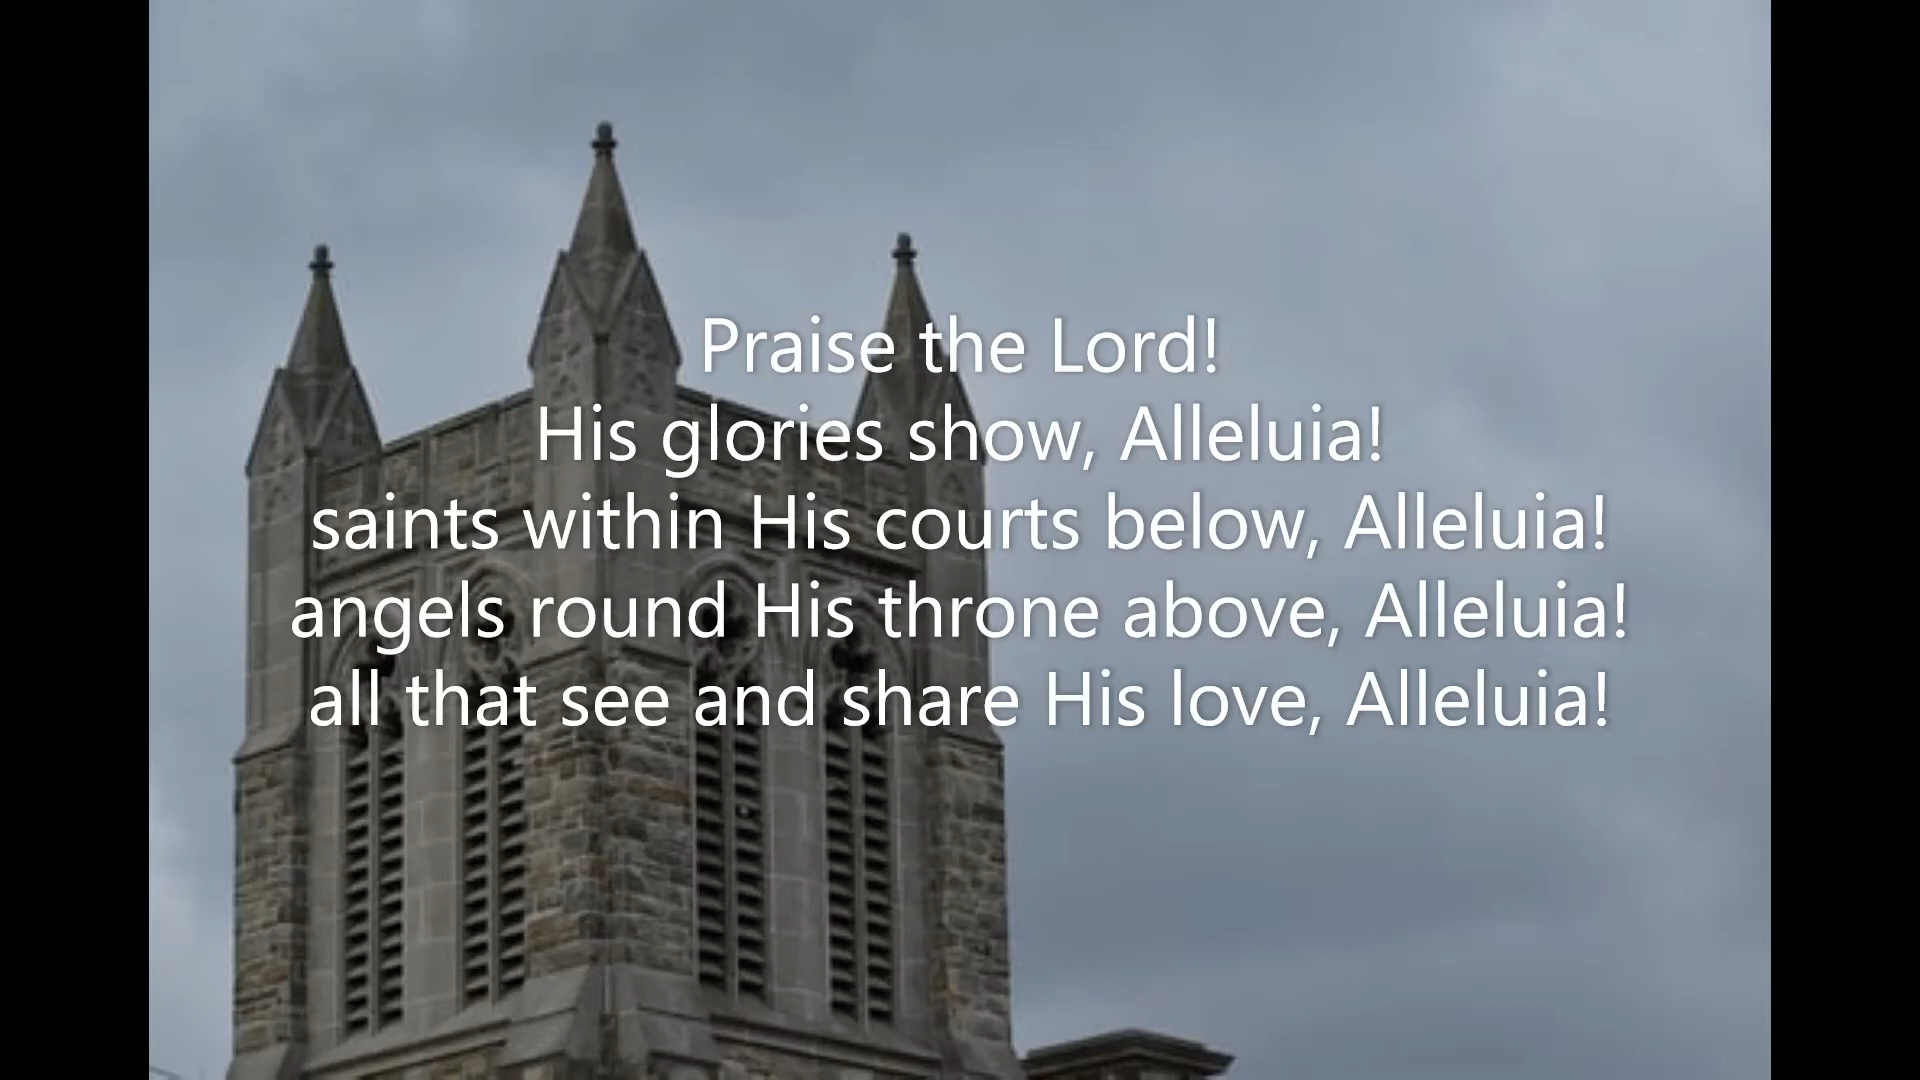 Praise the Lord!
His glories show, Alleluia!
saints within His courts below, Alleluia!
angels round His throne above, Alleluia!
all that see and share His love, Alleluia!